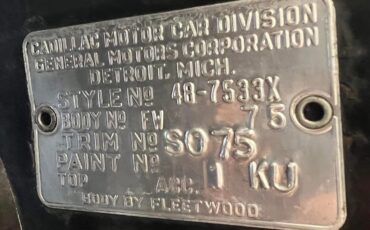 CADILLAC MOTOR CAR DIVISION
GENERAL MOTORS CORPORATION
DETROIT, MICH
STYLE NO 48-7533X
BODY NO FW 75
TRIM NO SO75
PAINT NO
TOP ACC. 1 KU
BODY BY FLEETWOOD